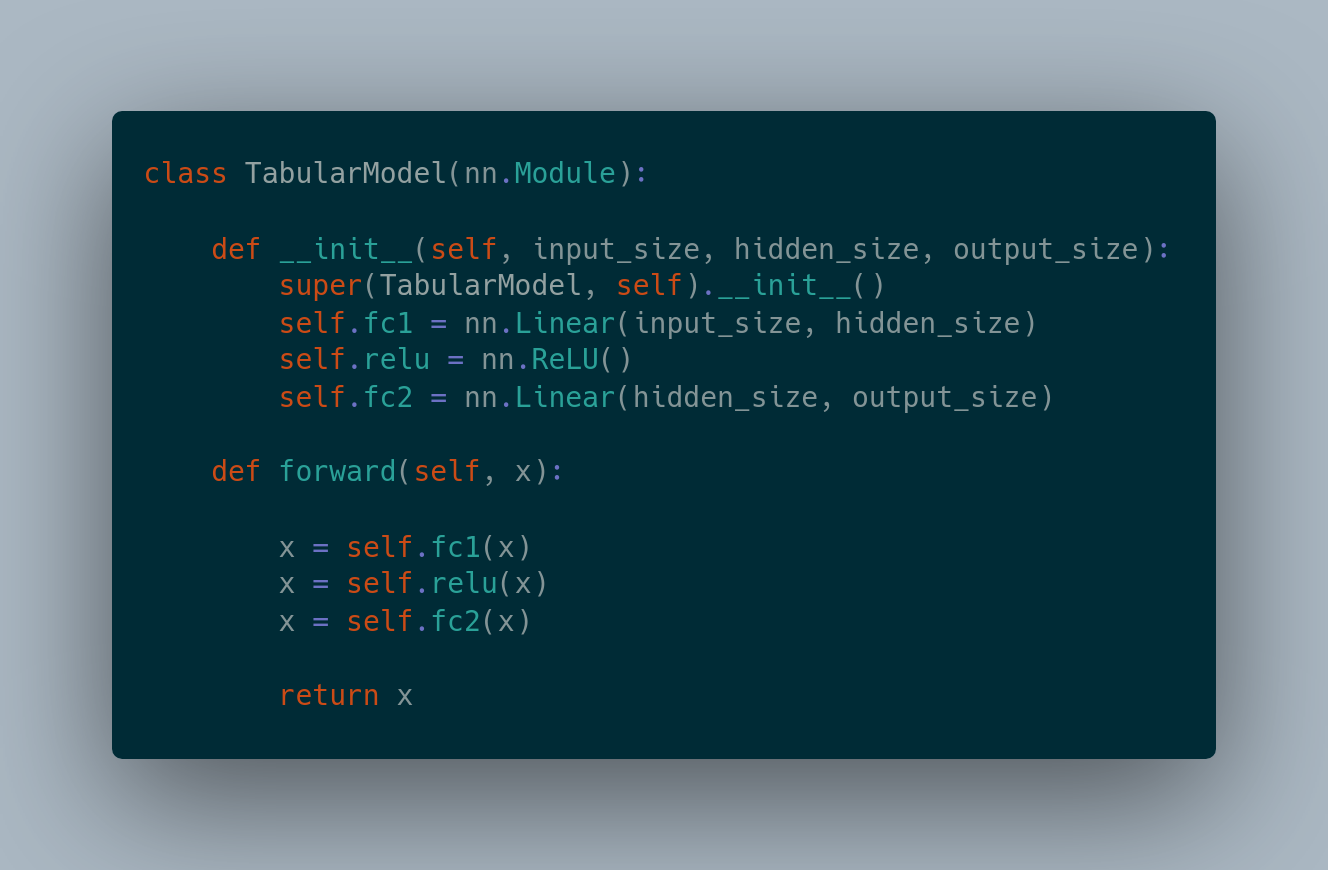 class TabularModel(nn.Module):
    def __init__(self, input_size, hidden_size, output_size):
        super(TabularModel, self).__init__()
        self.fc1 = nn.Linear(input_size, hidden_size)
        self.relu = nn.ReLU()
        self.fc2 = nn.Linear(hidden_size, output_size)
    def forward(self, x):
        x = self.fc1(x)
        x = self.relu(x)
        x = self.fc2(x)
        return x